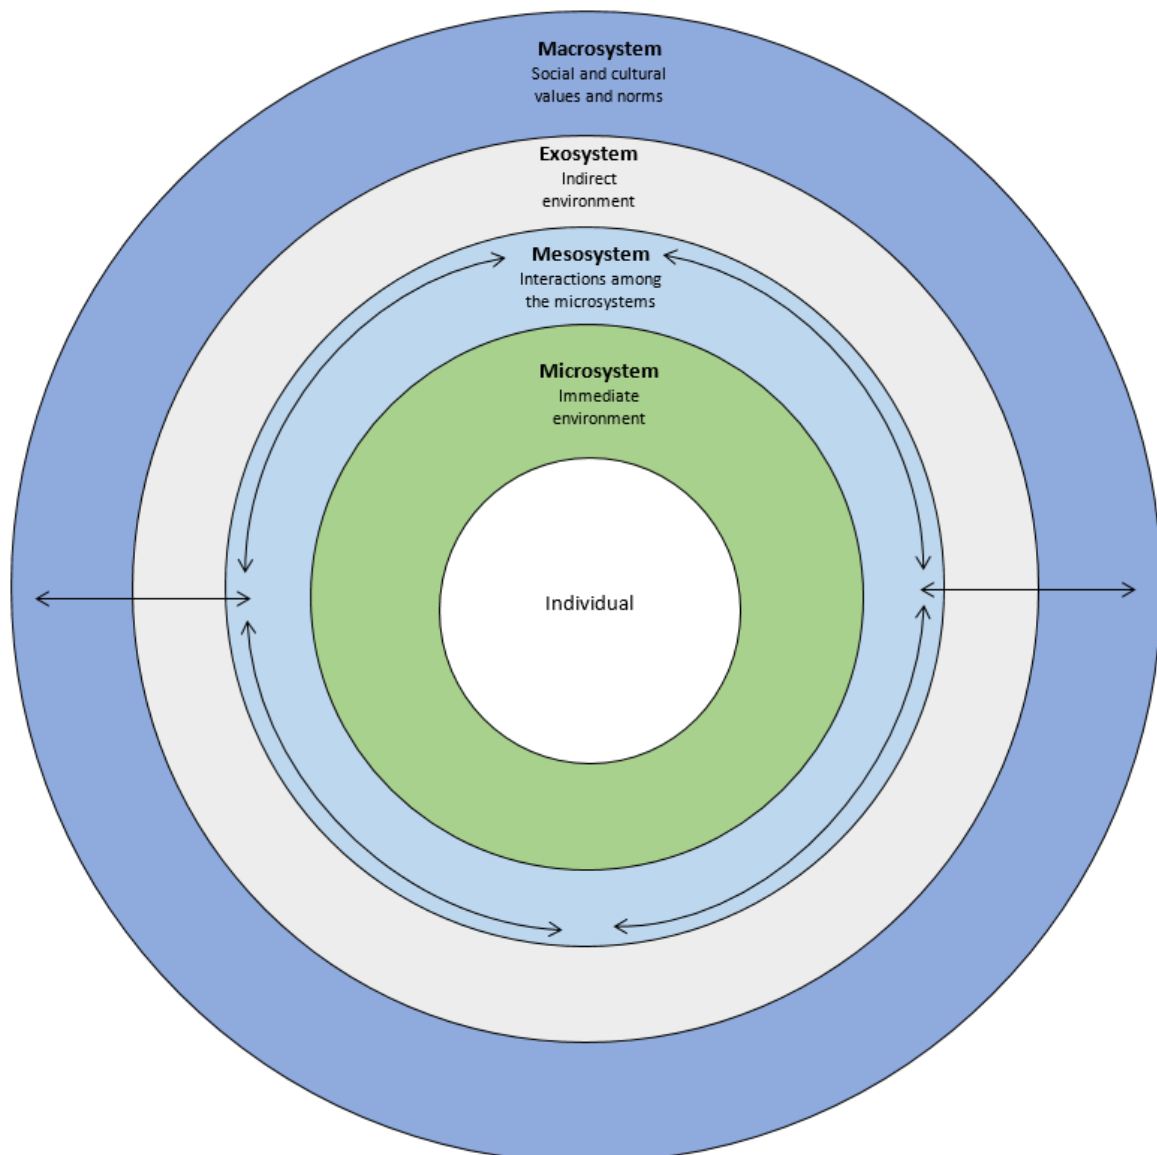 Macrosystem
Social and cultural
values and norms
Exosystem
Indirect
environment
Mesosystem
Interactions among
the microsystems
Microsystem
Immediate
environment
Individual